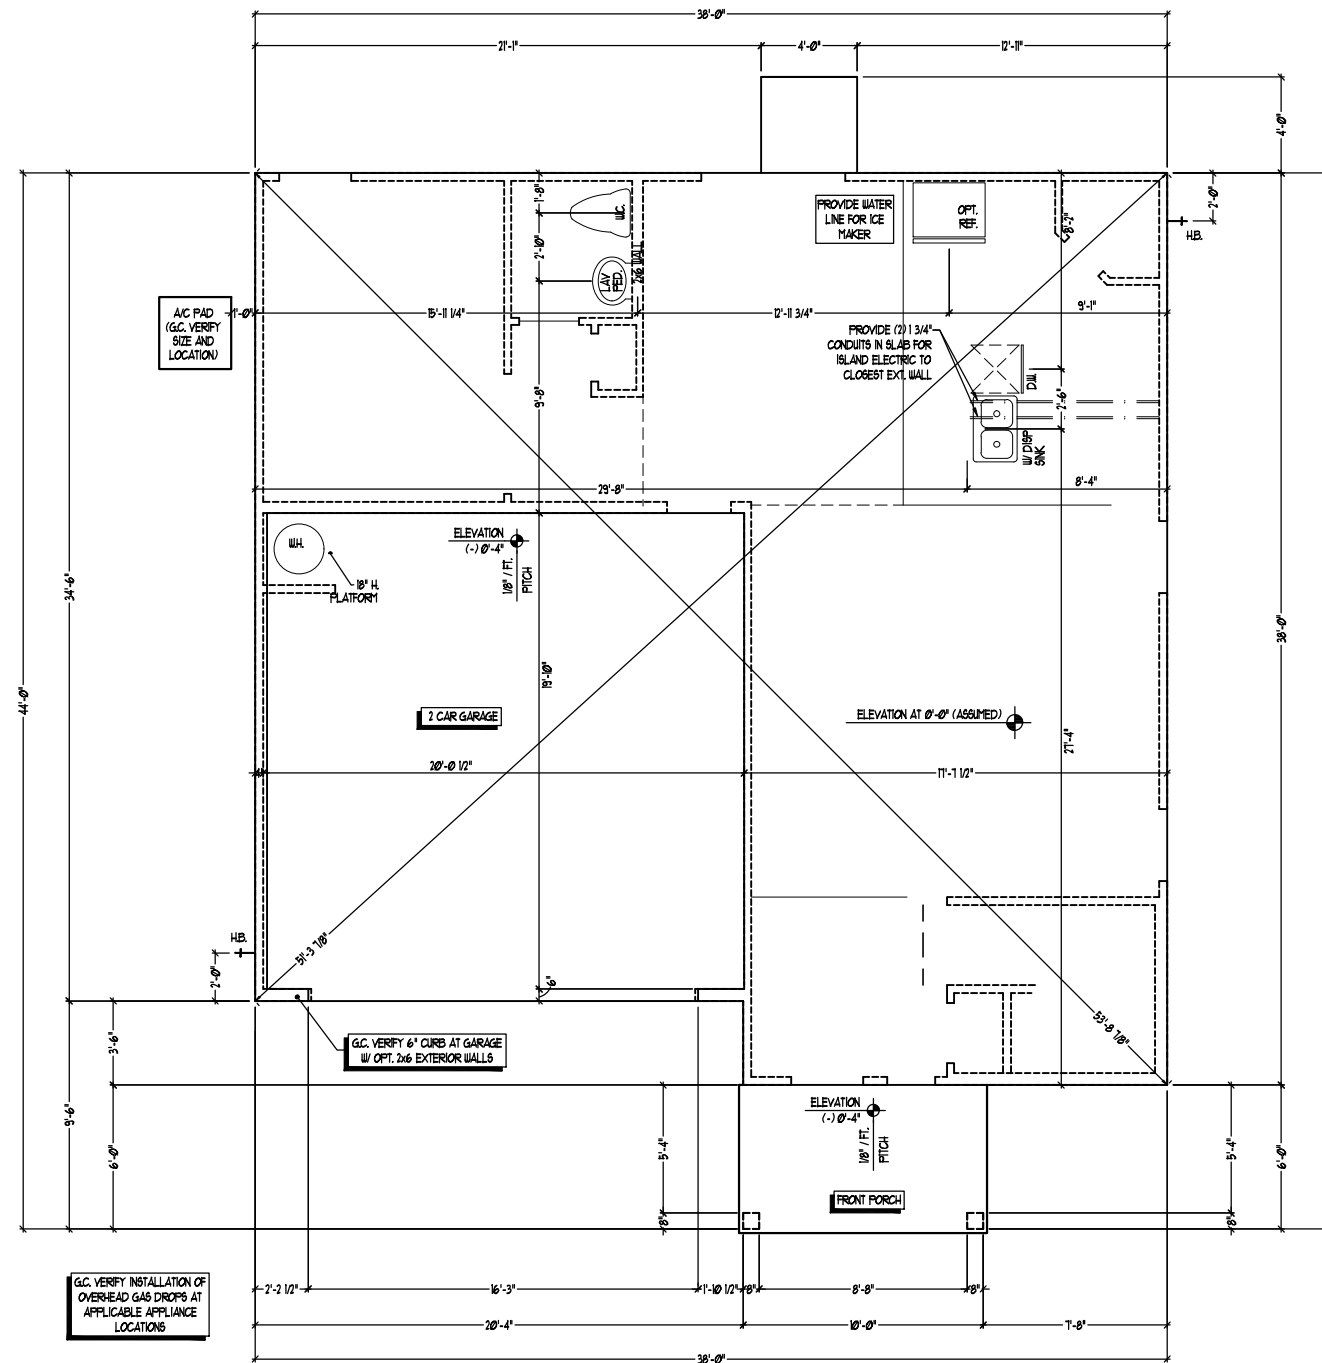 38'-0"
21'-1"
4'-0"
12'-11"
4'-0"
2'-0"
H.B.
1'-8"
2'-10"
W.C.
LAV
PED.
2x6 WALL
PROVIDE WATER
LINE FOR ICE
MAKER
OPT.
REF.
8'-2"
A/C PAD
(G.C. VERIFY
SIZE AND
LOCATION)
1'-0"
15'-11 1/4"
12'-11 3/4"
9'-1"
PROVIDE (2) 1 3/4"
CONDUITS IN SLAB FOR
ISLAND ELECTRIC TO
CLOSEST EXT. WALL
D.W.
2'-6"
W/ DISP
SINK
9'-8"
29'-8"
8'-4"
W.H.
18" H.
PLATFORM
ELEVATION
(-) 0'-4"
1/8" / FT.
PITCH
34'-6"
44'-0"
38'-0"
19'-10"
2 CAR GARAGE
ELEVATION AT 0'-0" (ASSUMED)
27'-4"
4"
20'-0 1/2"
17'-7 1/2"
H.B.
2'-0"
51'-3 7/8"
6"
53'-8 7/8"
G.C. VERIFY 6" CURB AT GARAGE
W/ OPT. 2x6 EXTERIOR WALLS
3'-6"
9'-6"
6'-0"
ELEVATION
(-) 0'-4"
1/8" / FT.
PITCH
FRONT PORCH
5'-4"
8"
5'-4"
8"
6'-0"
G.C. VERIFY INSTALLATION OF
OVERHEAD GAS DROPS AT
APPLICABLE APPLIANCE
LOCATIONS
2'-2 1/2"
16'-3"
1'-10 1/2"
8"
8'-8"
8"
20'-4"
10'-0"
7'-8"
38'-0"